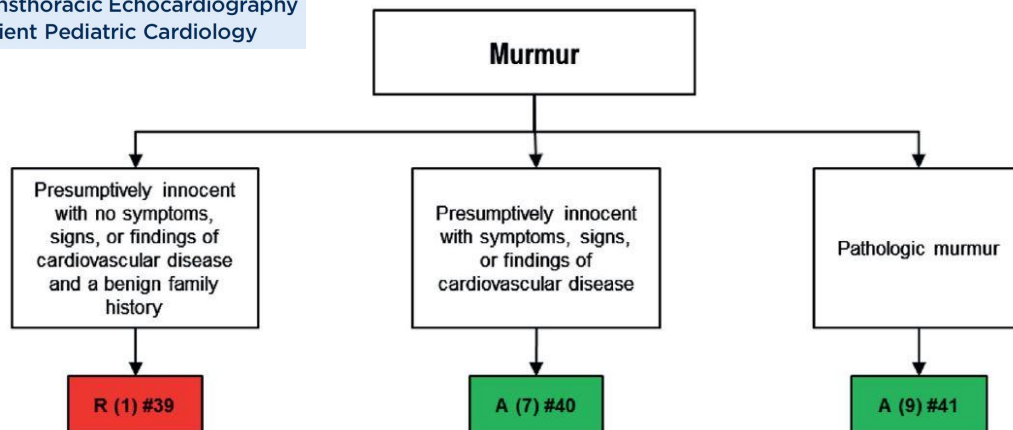 nsthoracic Echocardiography
ient Pediatric Cardiology
Murmur
Presumptively innocent
with no symptoms,
signs, or findings of
cardiovascular disease
and a benign family
history
Presumptively innocent
with symptoms, signs,
or findings of
cardiovascular disease
Pathologic murmur
R (1) #39
A (7) #40
A (9) #41